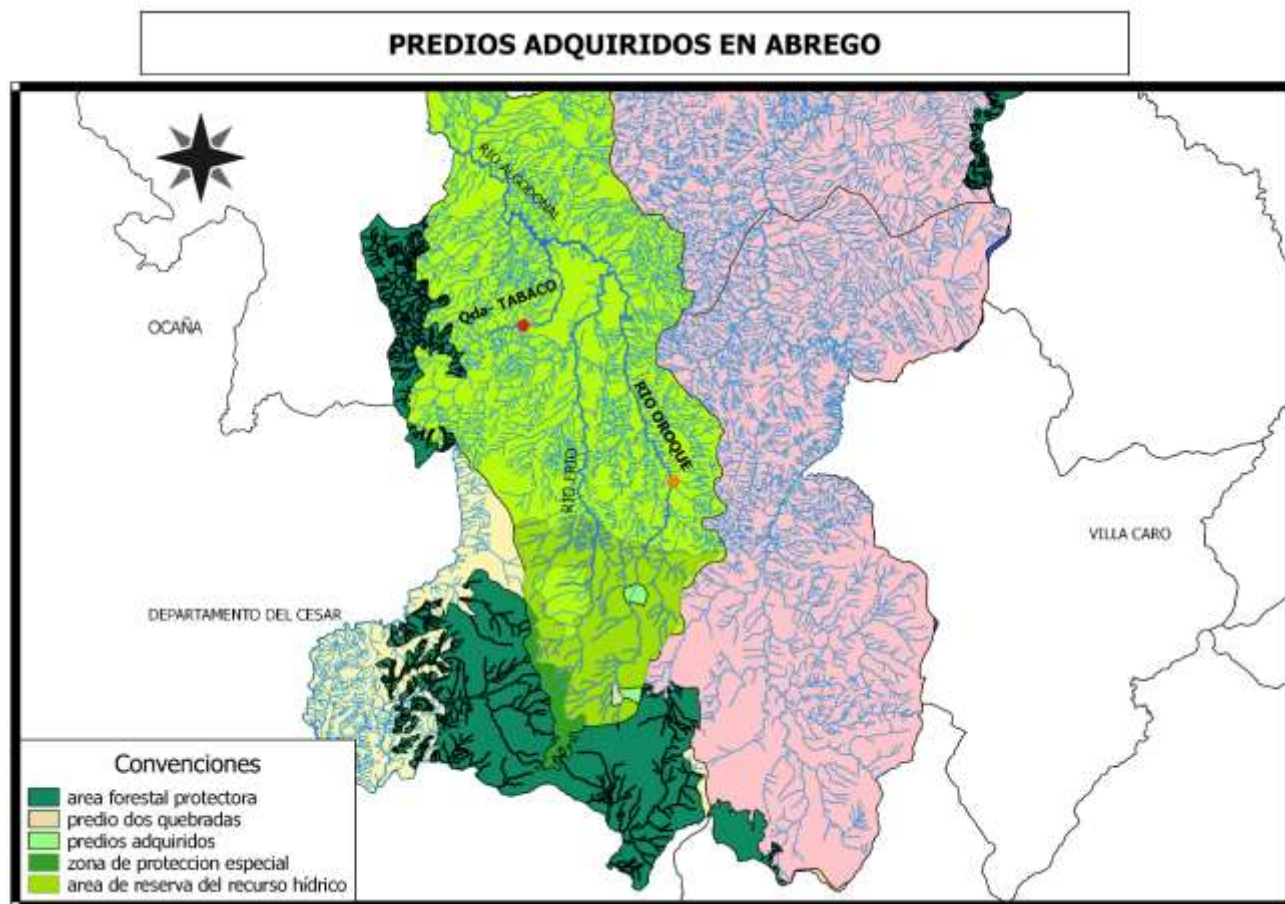 PREDIOS ADQUIRIDOS EN ABREGO
RIO ALGODONAL
Qda- TABACO
OCAÑA
RIO OROQUE
RIO FRIO
VILLA CARO
DEPARTAMENTO DEL CESAR
Convenciones
area forestal protectora
predio dos quebradas
predios adquiridos
zona de proteccion especial
area de reserva del recurso hídrico